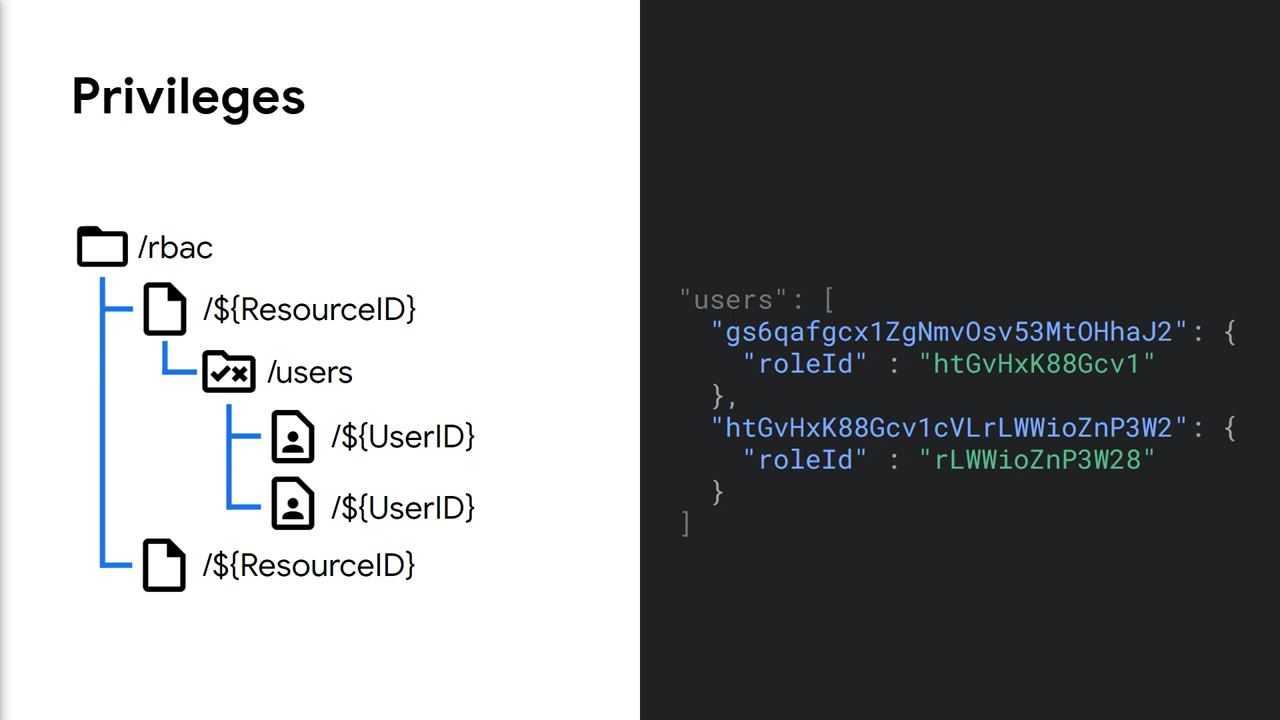 Privileges
/rbac
/${ResourceID}
/users
/${UserID}
/${UserID}
/${ResourceID}
"users": [
"gs6qafgcx1ZgNmvOsv53MtOHhaJ2": {
"roleId" : "htGvHxK88Gcv1"
},
"htGvHxK88Gcv1cVLrLWWioZnP3W2": {
"roleId" : "rLWWioZnP3W28"
}
]